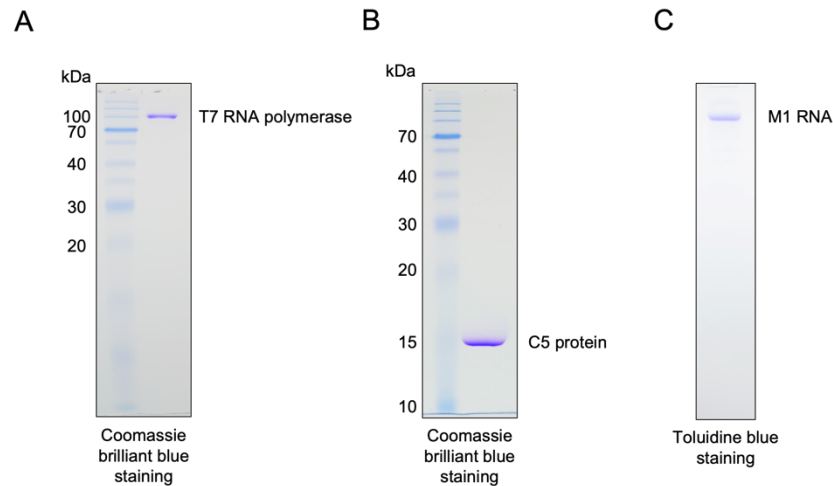 A
kDa
100
70
40
30
20
T7 RNA polymerase
Coomassie
brilliant blue
staining
B
kDa
70
40
30
20
15
10
C5 protein
Coomassie
brilliant blue
staining
C
M1 RNA
Toluidine blue
staining